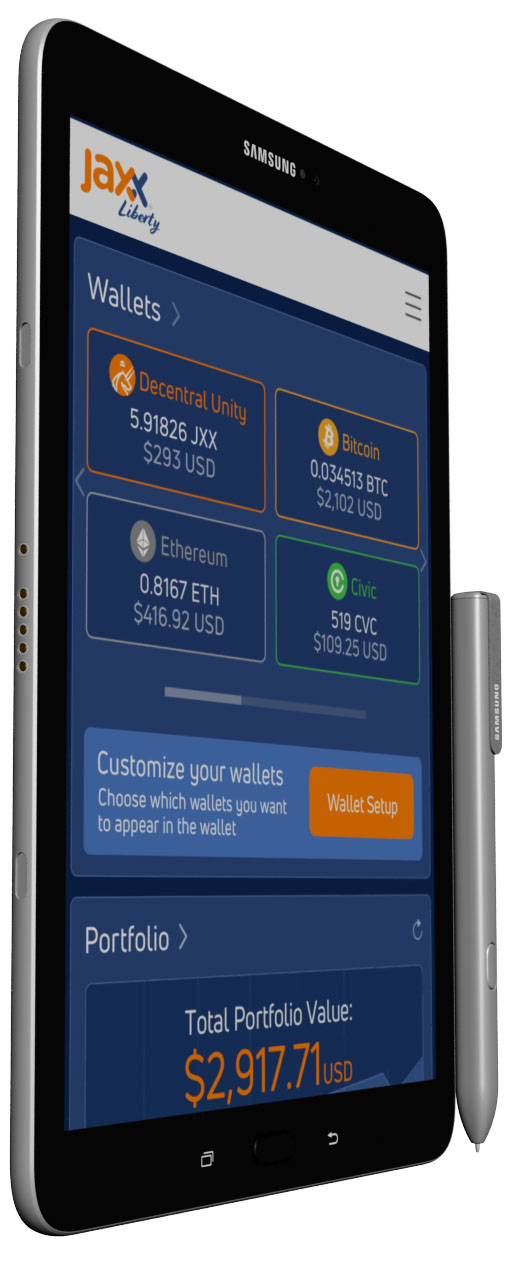 SAMSUNG
jaxx
Liberty
Wallets
Decentral Unity
5.91826 JXX
$293 USD
Bitcoin
0.034513 BTC
$2,102 USD
Ethereum
0.8167 ETH
$416.92 USD
Civic
519 CVC
$109.25 USD
Customize your wallets
Choose which wallets you want
to appear in the wallet
Wallet Setup
Portfolio
Total Portfolio Value:
$2,917.71 USD
SAMSUNG